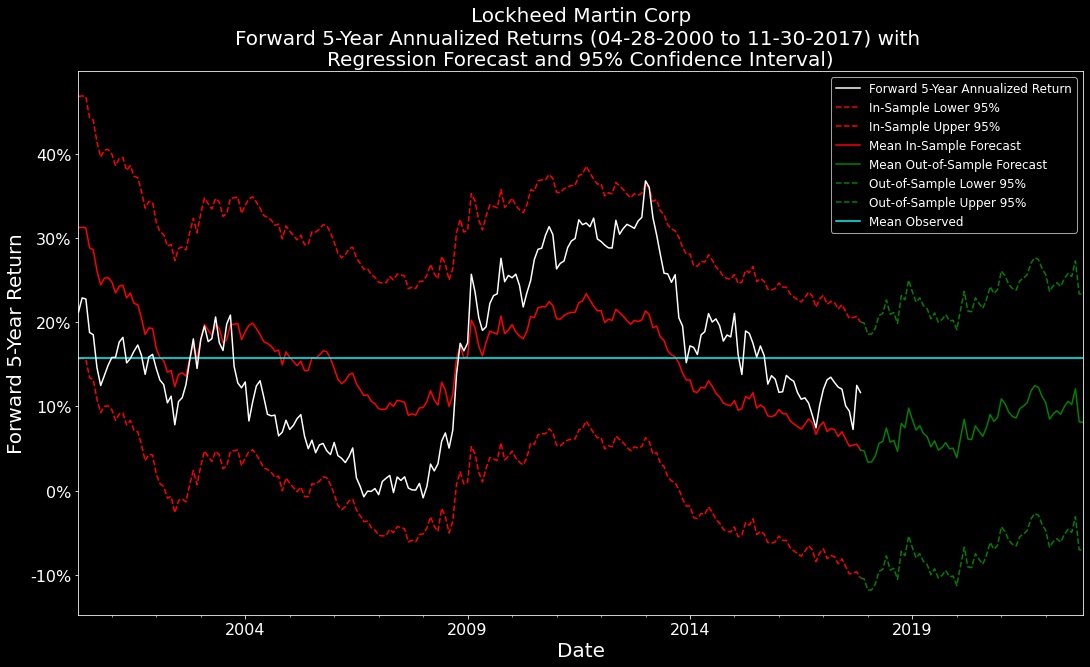 Lockheed Martin Corp
Forward 5-Year Annualized Returns (04-28-2000 to 11-30-2017) with
Regression Forecast and 95% Confidence Interval)
Forward 5-Year Annualized Return
In-Sample Lower 95%
In-Sample Upper 95%
Mean In-Sample Forecast
Mean Out-of-Sample Forecast
Out-of-Sample Lower 95%
Out-of-Sample Upper 95%
Mean Observed
Forward 5-Year Return
40%
30%
20%
10%
0%
-10%
2004
2009
2014
2019
Date